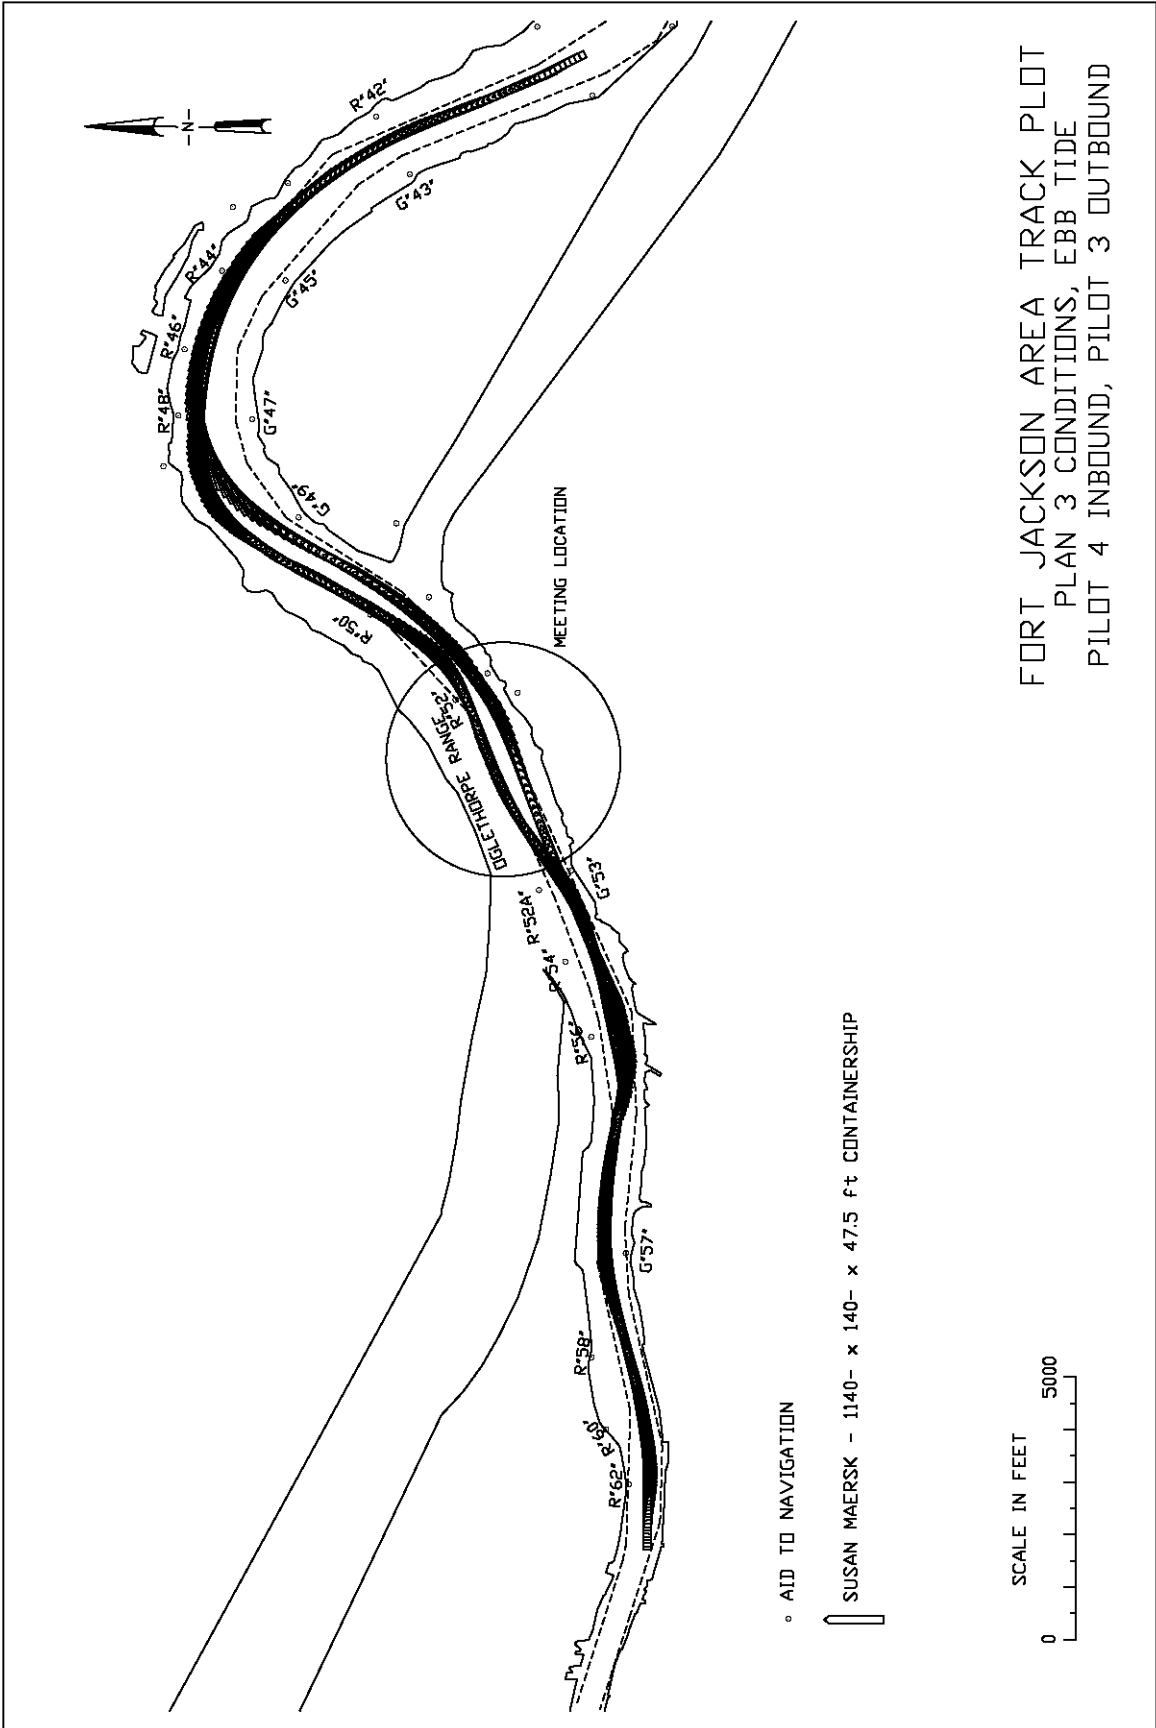 FORT JACKSON AREA TRACK PLOT
PLAN 3 CONDITIONS, EBB TIDE
PILOT 4 INBOUND, PILOT 3 OUTBOUND
N
R"42"
G"43"
R"44"
G"45"
R"46"
G"47"
R"48"
G"49"
R"50"
R"52"
OGLETHORPE RANGE
MEETING LOCATION
R"52A"
G"53"
R"54"
R"56"
G"57"
R"58"
R"60"
R"62"
AID TO NAVIGATION
SUSAN MAERSK - 1140- x 140- x 47.5 ft CONTAINERSHIP
SCALE IN FEET
0 5000